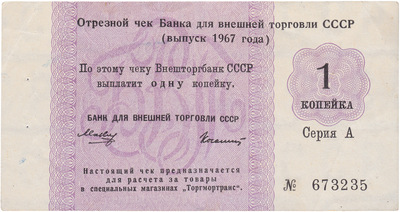 Отрезной чек Банка для внешней торговли СССР
(выпуск 1967 года)
По этому чеку Внешторгбанк СССР
выплатит одну копейку.
БАНК ДЛЯ ВНЕШНЕЙ ТОРГОВЛИ СССР
Настоящий чек предназначается
для расчета за товары
в специальных магазинах „Торгмортранс".
1
КОПЕЙКА
Серия А
№ 673235